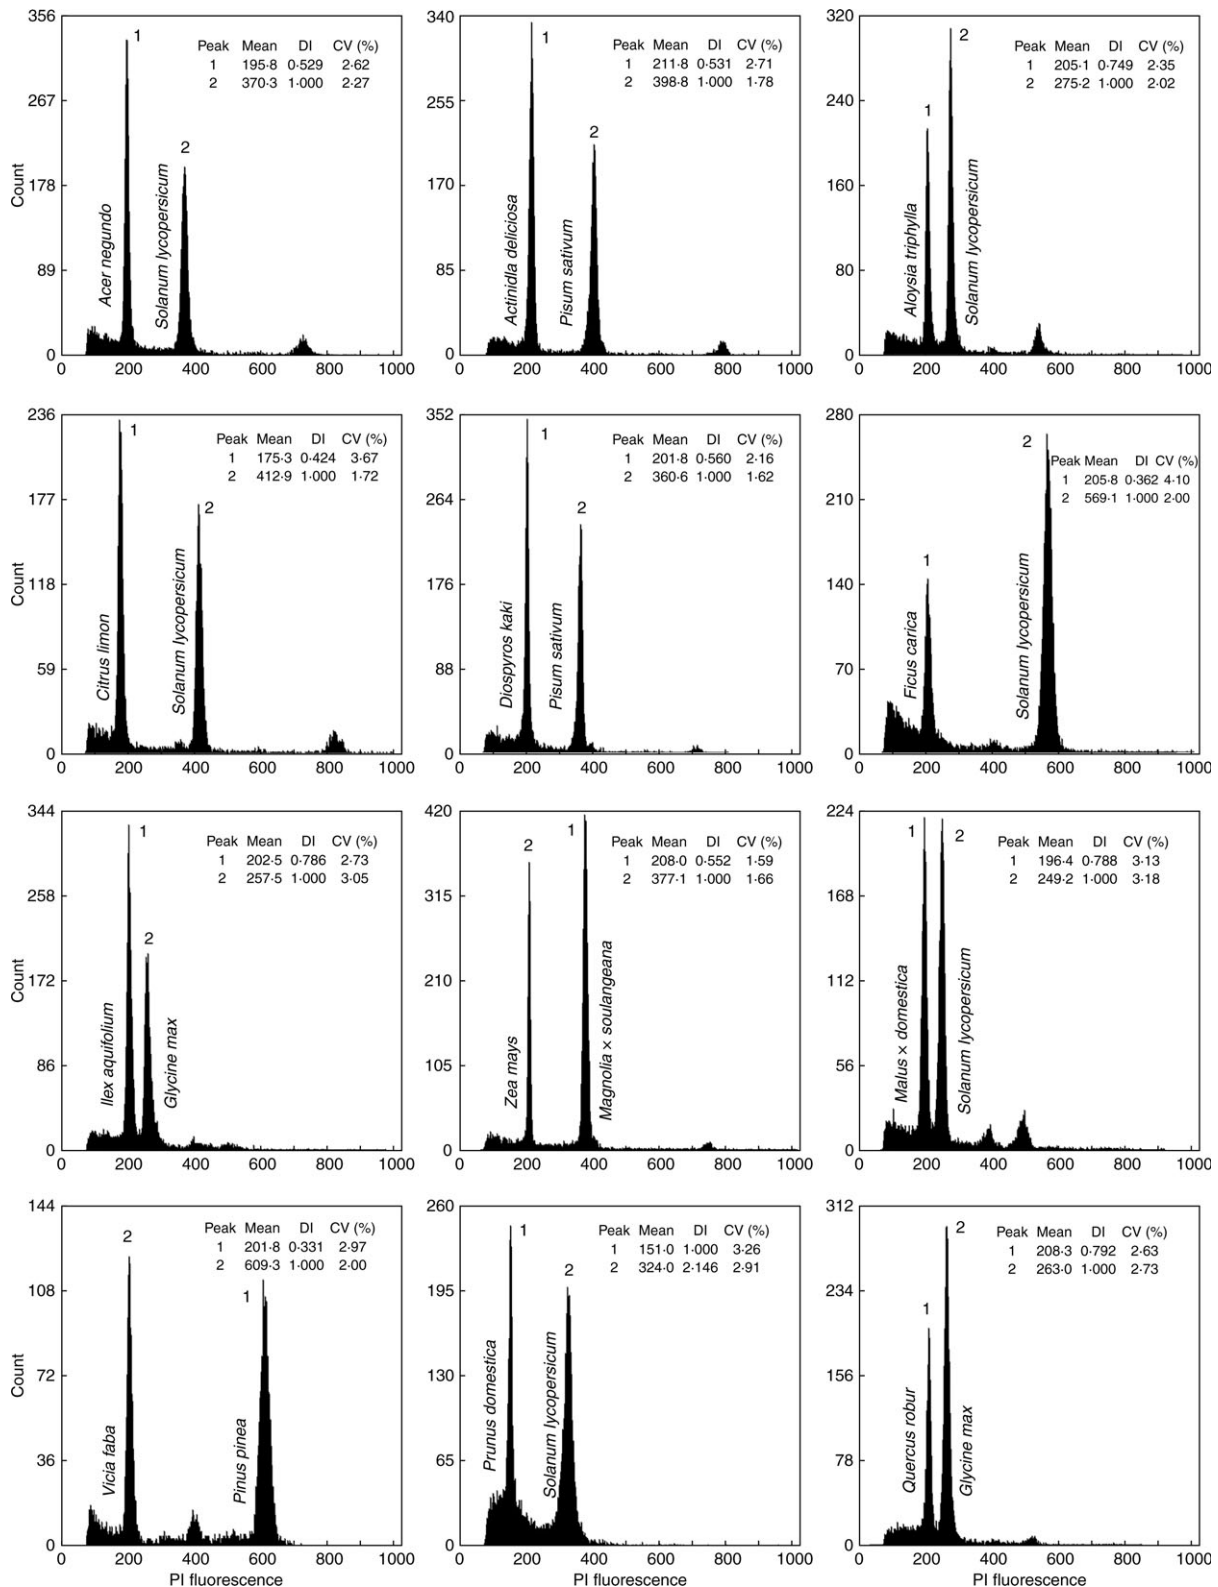 356
267
178
89
0
Count
0 200 400 600 800 1000
1
2
Acer negundo
Solanum lycopersicum
Peak Mean DI CV (%)
1 195·8 0·529 2·62
2 370·3 1·000 2·27
340
255
170
85
0
0 200 400 600 800 1000
1
2
Actinidla deliciosa
Pisum sativum
Peak Mean DI CV (%)
1 211·8 0·531 2·71
2 398·8 1·000 1·78
320
240
160
80
0
0 200 400 600 800 1000
1
2
Aloysia triphylla
Solanum lycopersicum
Peak Mean DI CV (%)
1 205·1 0·749 2·35
2 275·2 1·000 2·02
236
177
118
59
0
Count
0 200 400 600 800 1000
1
2
Citrus limon
Solanum lycopersicum
Peak Mean DI CV (%)
1 175·3 0·424 3·67
2 412·9 1·000 1·72
352
264
176
88
0
0 200 400 600 800 1000
1
2
Diospyros kaki
Pisum sativum
Peak Mean DI CV (%)
1 201·8 0·560 2·16
2 360·6 1·000 1·62
280
210
140
70
0
0 200 400 600 800 1000
1
2
Ficus carica
Solanum lycopersicum
Peak Mean DI CV (%)
1 205·8 0·362 4·10
2 569·1 1·000 2·00
344
258
172
86
0
Count
0 200 400 600 800 1000
1
2
Ilex aquifolium
Glycine max
Peak Mean DI CV (%)
1 202·5 0·786 2·73
2 257·5 1·000 3·05
420
315
210
105
0
0 200 400 600 800 1000
2
1
Zea mays
Magnolia × soulangeana
Peak Mean DI CV (%)
1 208·0 0·552 1·59
2 377·1 1·000 1·66
224
168
112
56
0
0 200 400 600 800 1000
1
2
Malus × domestica
Solanum lycopersicum
Peak Mean DI CV (%)
1 196·4 0·788 3·13
2 249·2 1·000 3·18
144
108
72
36
0
Count
0 200 400 600 800 1000
PI fluorescence
2
1
Vicia faba
Pinus pinea
Peak Mean DI CV (%)
1 201·8 0·331 2·97
2 609·3 1·000 2·00
260
195
130
65
0
0 200 400 600 800 1000
PI fluorescence
1
2
Prunus domestica
Solanum lycopersicum
Peak Mean DI CV (%)
1 151·0 1·000 3·26
2 324·0 2·146 2·91
312
234
156
78
0
0 200 400 600 800 1000
PI fluorescence
1
2
Quercus robur
Glycine max
Peak Mean DI CV (%)
1 208·3 0·792 2·63
2 263·0 1·000 2·73